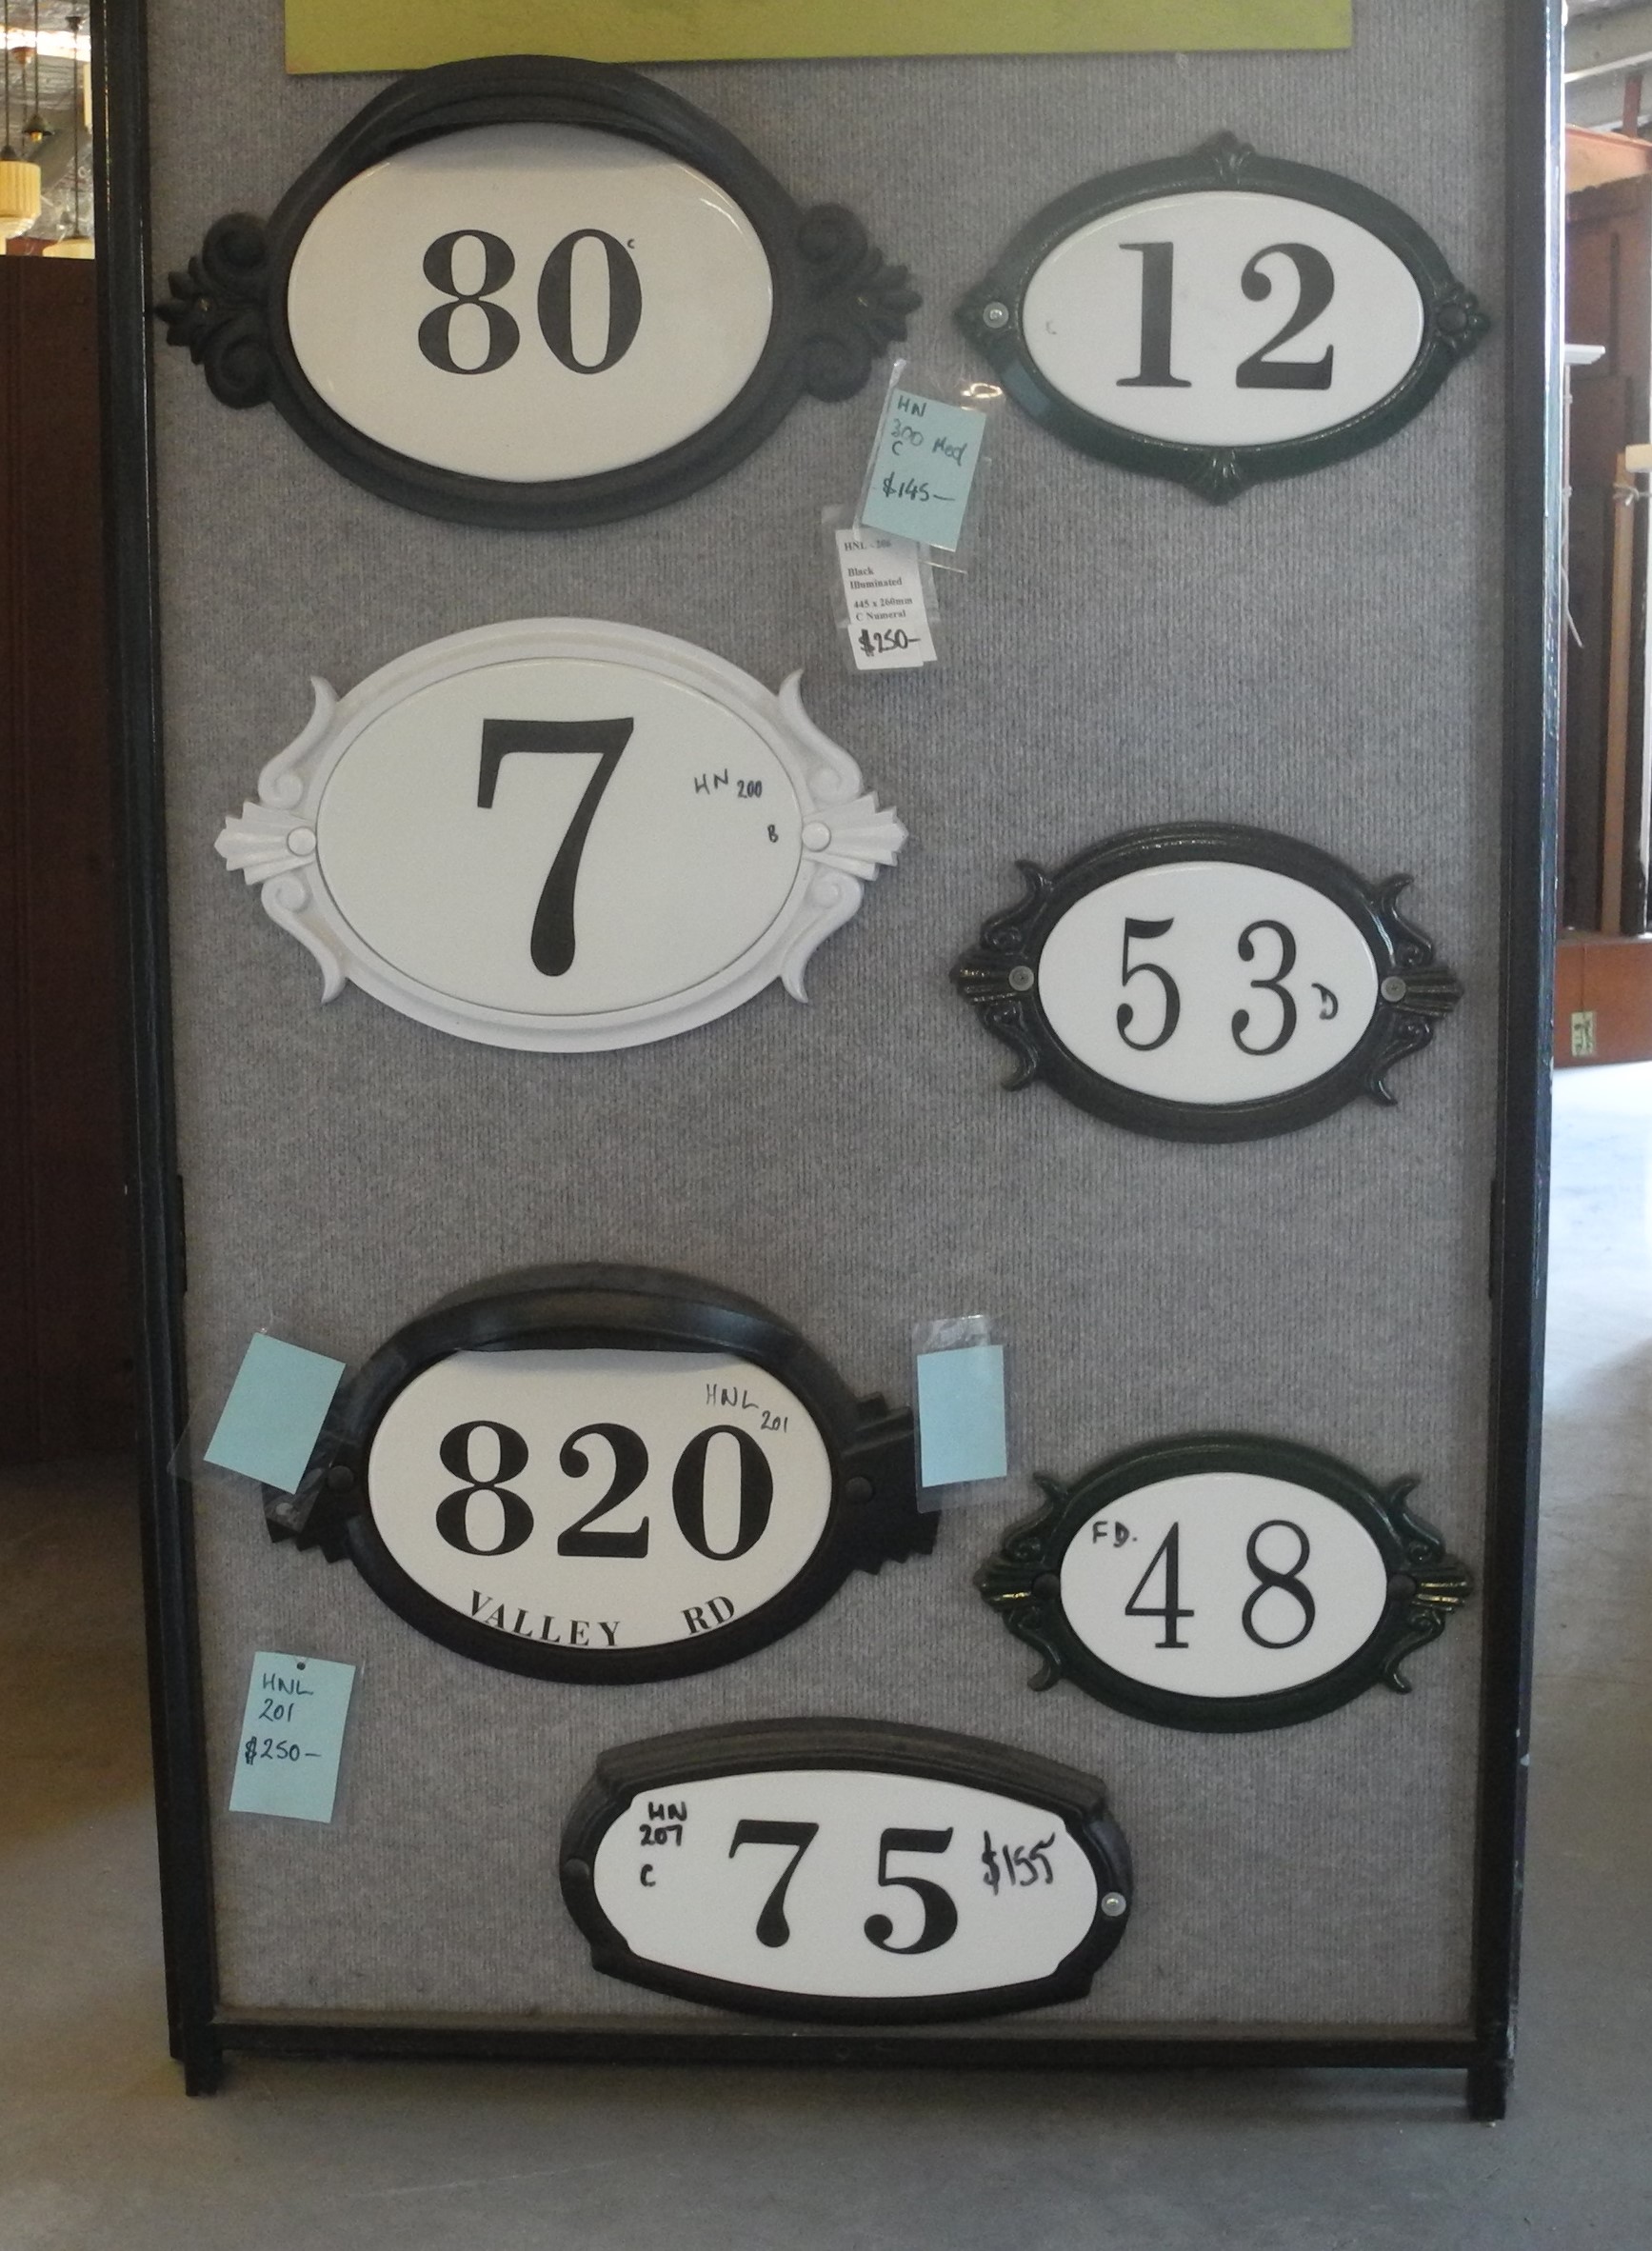 80
C
12
C
HN
300 Med
C
$145-
HNL - 206
Black
Illuminated
445 x 260mm
C Numeral
$250-
7
HN 200
B
53
D
HNL
201
820
VALLEY RD
FD.
48
HNL
201
$250-
HN
207
C
75
$155